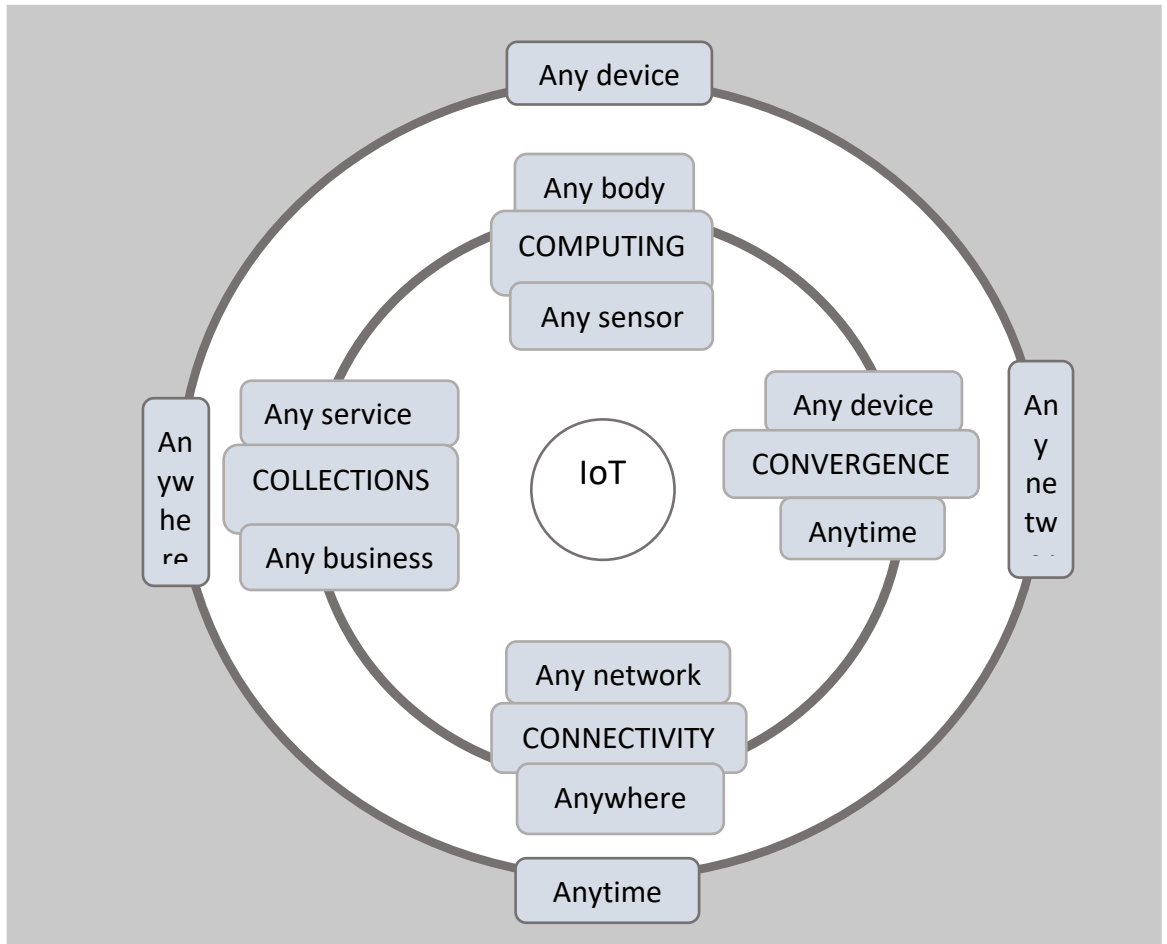 Any device
Any body
COMPUTING
Any sensor
Any service
COLLECTIONS
Any business
IoT
Any device
CONVERGENCE
Anytime
An
yw
he
re
An
y
ne
tw
Any network
CONNECTIVITY
Anywhere
Anytime